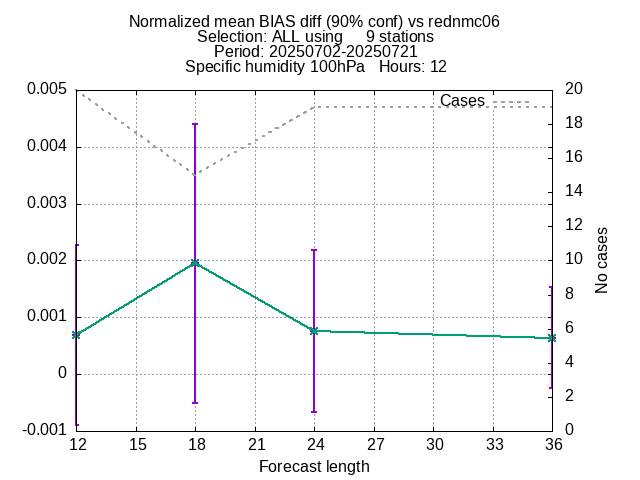 Normalized mean BIAS diff (90% conf) vs rednmc06
Selection: ALL using     9 stations
Period: 20250702-20250721
Specific humidity 100hPa   Hours: 12
Cases
0.005
0.004
0.003
0.002
0.001
0
-0.001
20
18
16
14
12
10
8
6
4
2
0
No cases
12 15 18 21 24 27 30 33 36
Forecast length